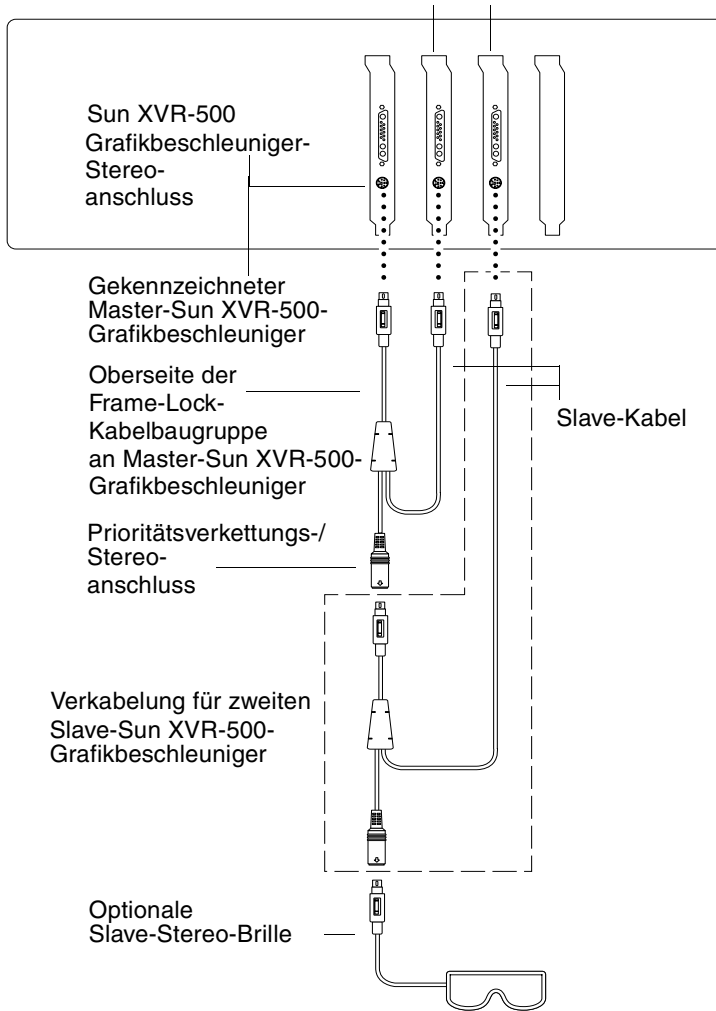 Sun XVR-500
Grafikbeschleuniger-
Stereo-
anschluss
Gekennzeichneter
Master-Sun XVR-500-
Grafikbeschleuniger
Oberseite der
Frame-Lock-
Kabelbaugruppe
an Master-Sun XVR-500-
Grafikbeschleuniger
Slave-Kabel
Prioritätsverkettungs-/
Stereo-
anschluss
Verkabelung für zweiten
Slave-Sun XVR-500-
Grafikbeschleuniger
Optionale
Slave-Stereo-Brille